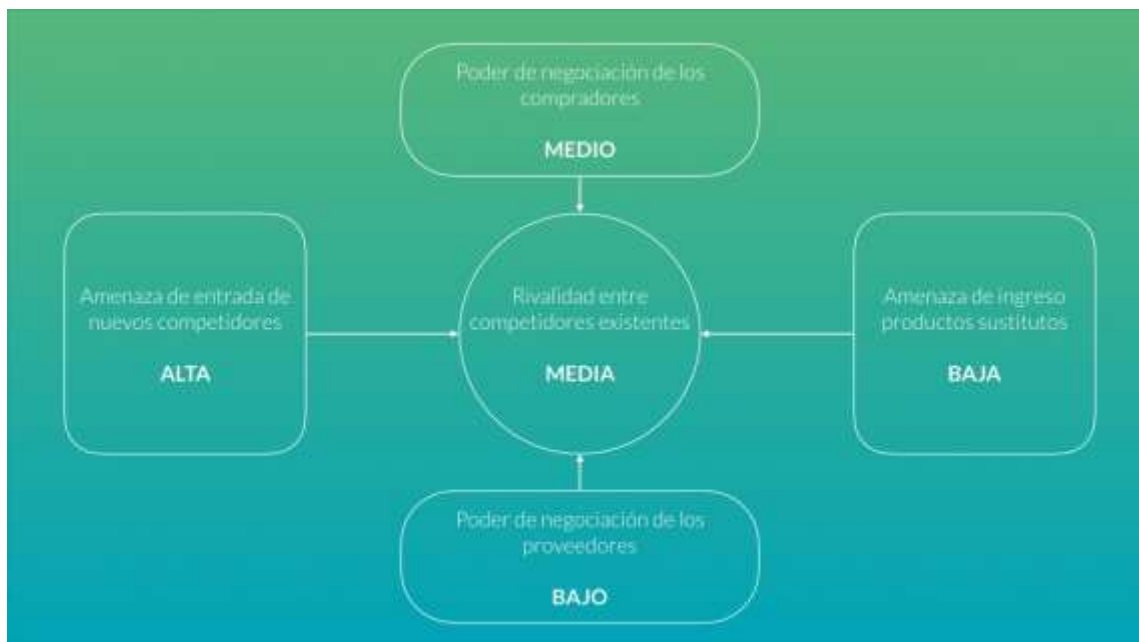 Poder de negociación de los
compradores
MEDIO
Amenaza de entrada de
nuevos competidores
ALTA
Rivalidad entre
competidores existentes
MEDIA
Amenaza de ingreso
productos sustitutos
BAJA
Poder de negociación de los
proveedores
BAJO